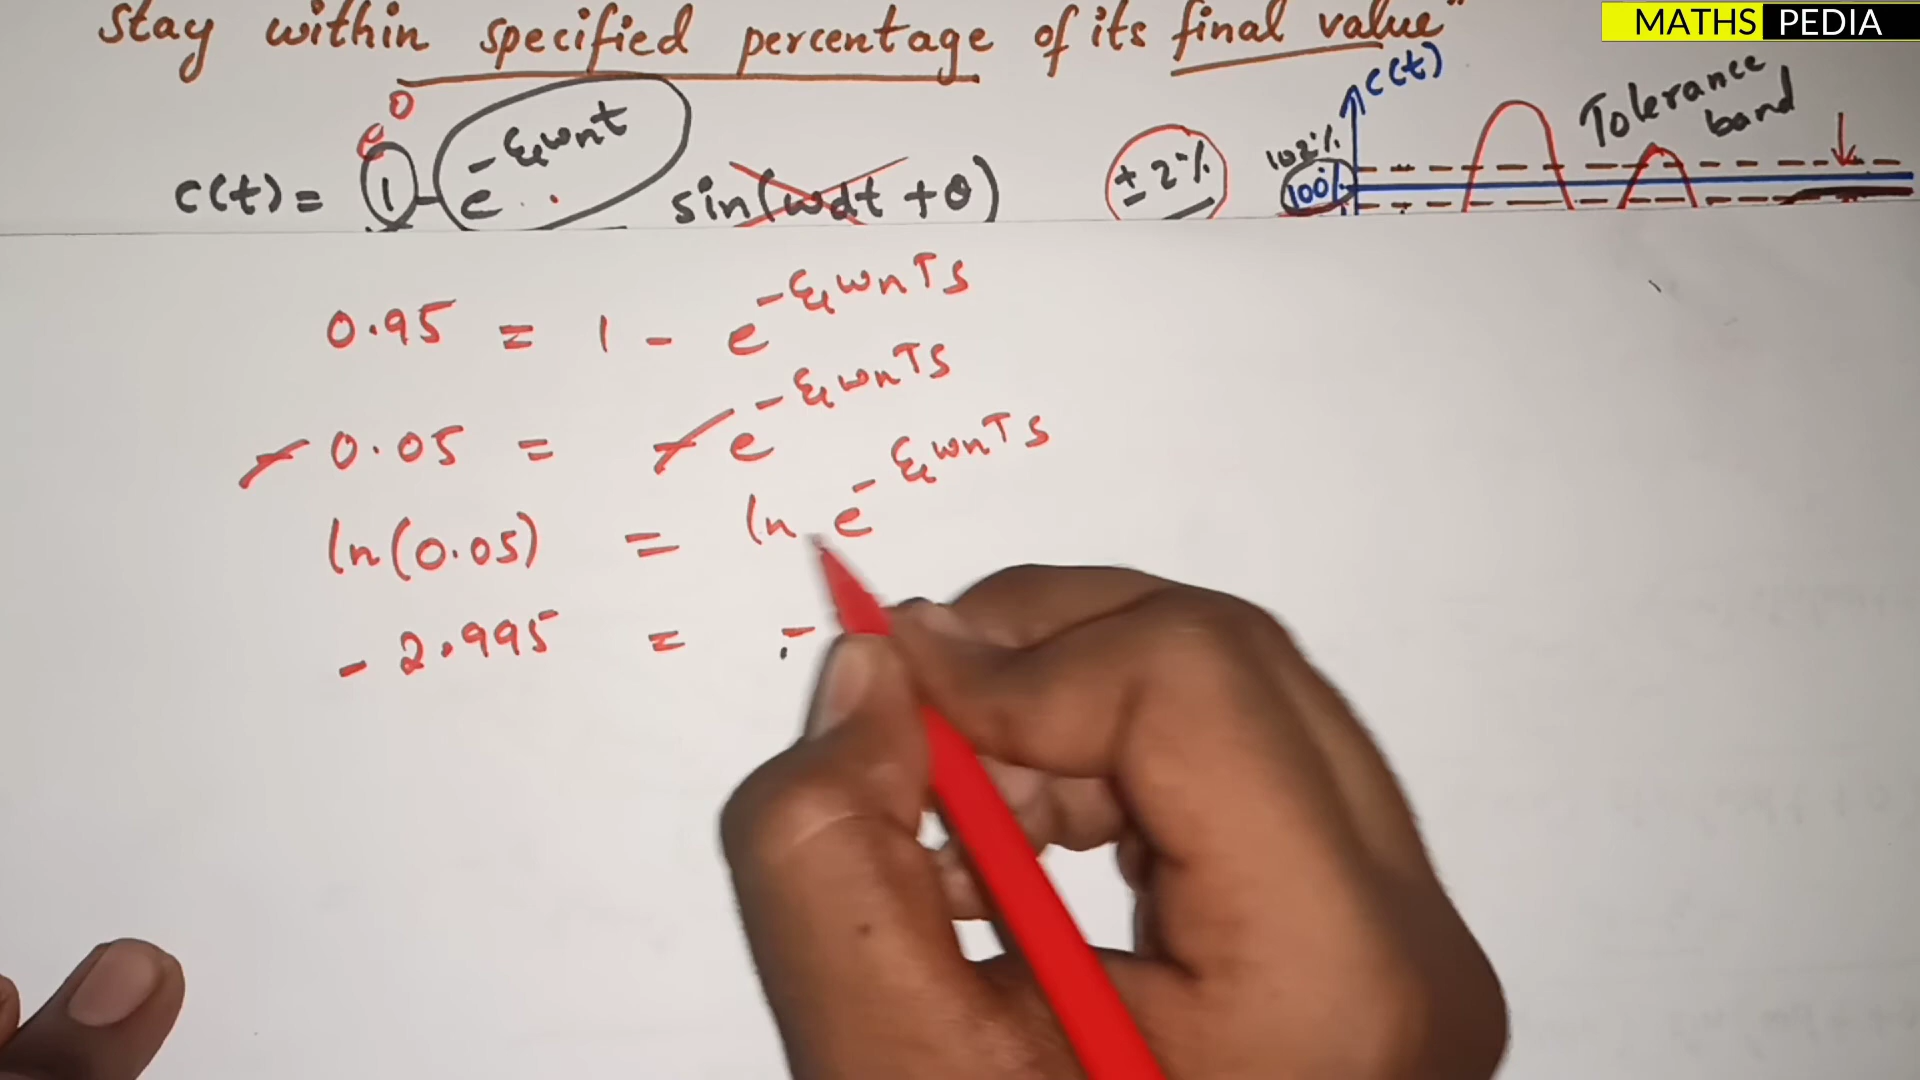 stay within specified percentage of its final value"
MATHS PEDIA
c(t)
Tolerance band
102%
100%
± 2%
0
e
c(t) = 1 - e^-ξωnt sin(ωdt + θ)
0.95 = 1 - e^-ξωnTs
- 0.05 = - e^-ξωnTs
ln(0.05) = ln e^-ξωnTs
- 2.995 = -